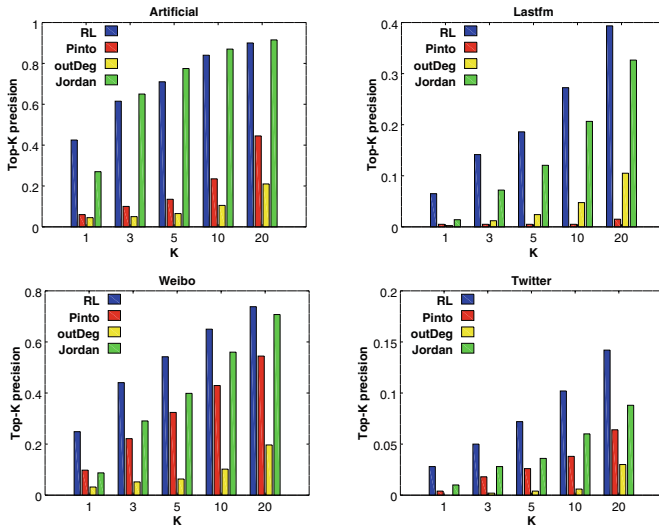 Artificial
Top-K precision
1
0.8
0.6
0.4
0.2
0
RL
Pinto
outDeg
Jordan
1 3 5 10 20
K
Lastfm
Top-K precision
0.4
0.3
0.2
0.1
0
RL
Pinto
outDeg
Jordan
1 3 5 10 20
K
Weibo
Top-K precision
0.8
0.6
0.4
0.2
0
RL
Pinto
outDeg
Jordan
1 3 5 10 20
K
Twitter
Top-K precision
0.2
0.15
0.1
0.05
0
RL
Pinto
outDeg
Jordan
1 3 5 10 20
K